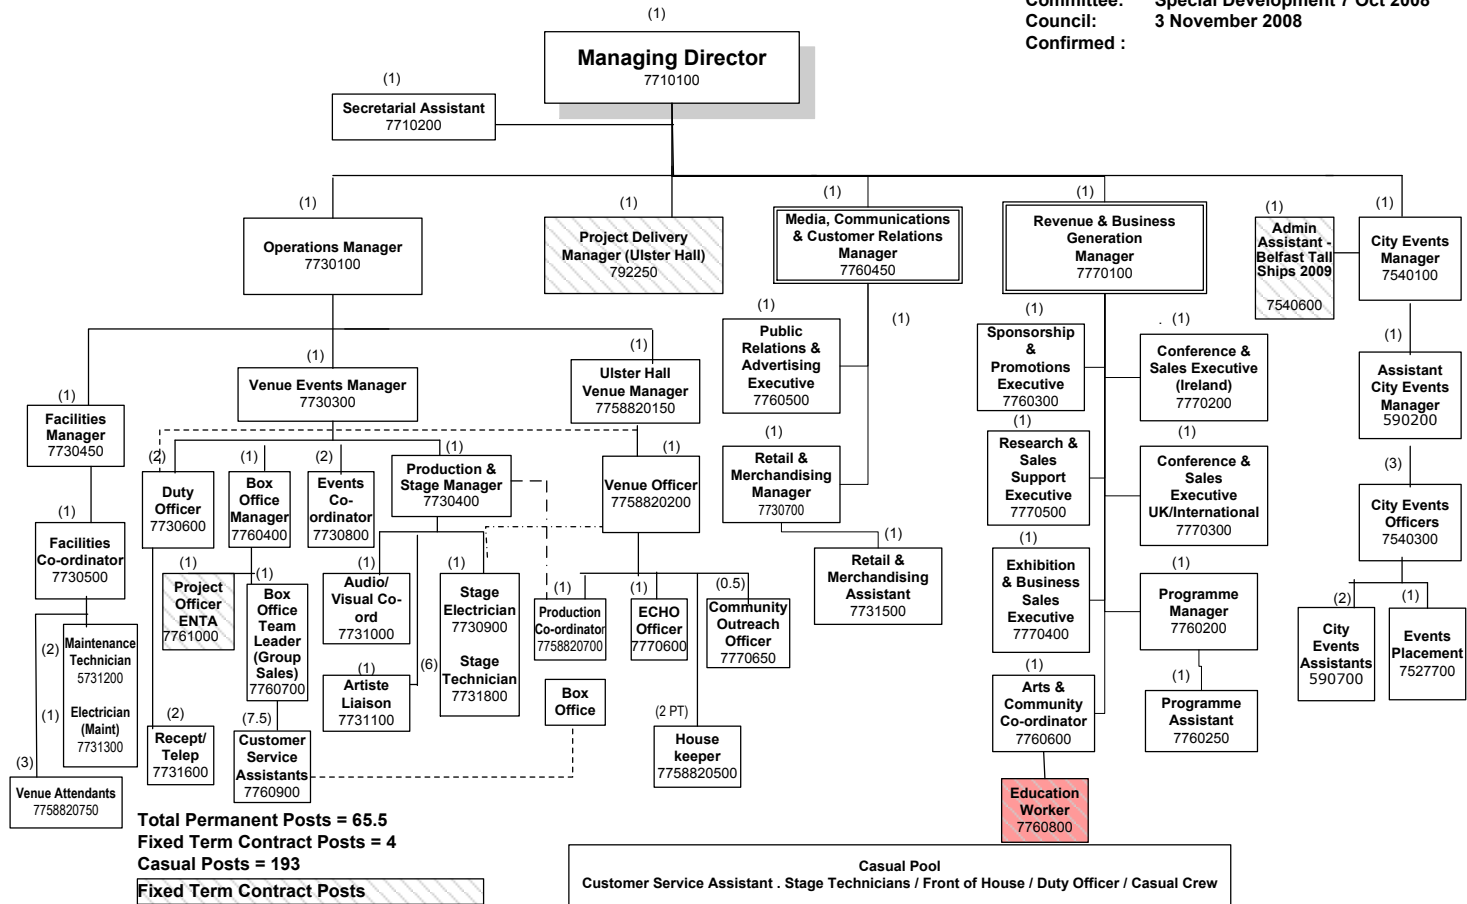 Committee: Special Development 7 Oct 2008
Council: 3 November 2008
Confirmed :
(1)
Managing Director
7710100
(1)
Secretarial Assistant
7710200
(1)
Operations Manager
7730100
(1)
Project Delivery
Manager (Ulster Hall)
792250
(1)
Media, Communications
& Customer Relations
Manager
7760450
(1)
Revenue & Business
Generation
Manager
7770100
(1)
Admin
Assistant -
Belfast Tall
Ships 2009
7540600
(1)
City Events
Manager
7540100
(1)
Facilities
Manager
7730450
(1)
Venue Events Manager
7730300
(1)
Ulster Hall
Venue Manager
7758820150
(1)
Public
Relations &
Advertising
Executive
7760500
(1)
(1)
Sponsorship
&
Promotions
Executive
7760300
. (1)
Conference &
Sales Executive
(Ireland)
7770200
(1)
Assistant
City Events
Manager
590200
(2)
Duty
Officer
7730600
(1)
Box
Office
Manager
7760400
(2)
Events
Co-
ordinator
7730800
(1)
Production &
Stage Manager
7730400
(1)
Venue Officer
7758820200
(1)
Retail &
Merchandising
Manager
7730700
(1)
Research &
Sales
Support
Executive
7770500
(1)
Conference &
Sales
Executive
UK/International
7770300
(3)
City Events
Officers
7540300
(1)
Facilities
Co-ordinator
7730500
(1)
Project
Officer
ENTA
7761000
(1)
Box
Office
Team
Leader
(Group
Sales)
7760700
(1)
Audio/
Visual Co-
ord
7731000
(1)
Stage
Electrician
7730900
Stage
Technician
7731800
(6)
(1)
Production
Co-ordinator
7758820700
(1)
ECHO
Officer
7770600
(0.5)
Community
Outreach
Officer
7770650
(1)
Retail &
Merchandising
Assistant
7731500
(1)
Exhibition
& Business
Sales
Executive
7770400
(1)
Programme
Manager
7760200
(2)
City
Events
Assistants
590700
(1)
Events
Placement
7527700
(2)
Maintenance
Technician
5731200
(1)
Electrician
(Maint)
7731300
(1)
Artiste
Liaison
7731100
Box
Office
(1)
Arts &
Community
Co-ordinator
7760600
(1)
Programme
Assistant
7760250
(3)
Venue Attendants
7758820750
(2)
Recept/
Telep
7731600
(7.5)
Customer
Service
Assistants
7760900
(2 PT)
House
keeper
7758820500
Education
Worker
7760800
Total Permanent Posts = 65.5
Fixed Term Contract Posts = 4
Casual Posts = 193
Fixed Term Contract Posts
Casual Pool
Customer Service Assistant . Stage Technicians / Front of House / Duty Officer / Casual Crew